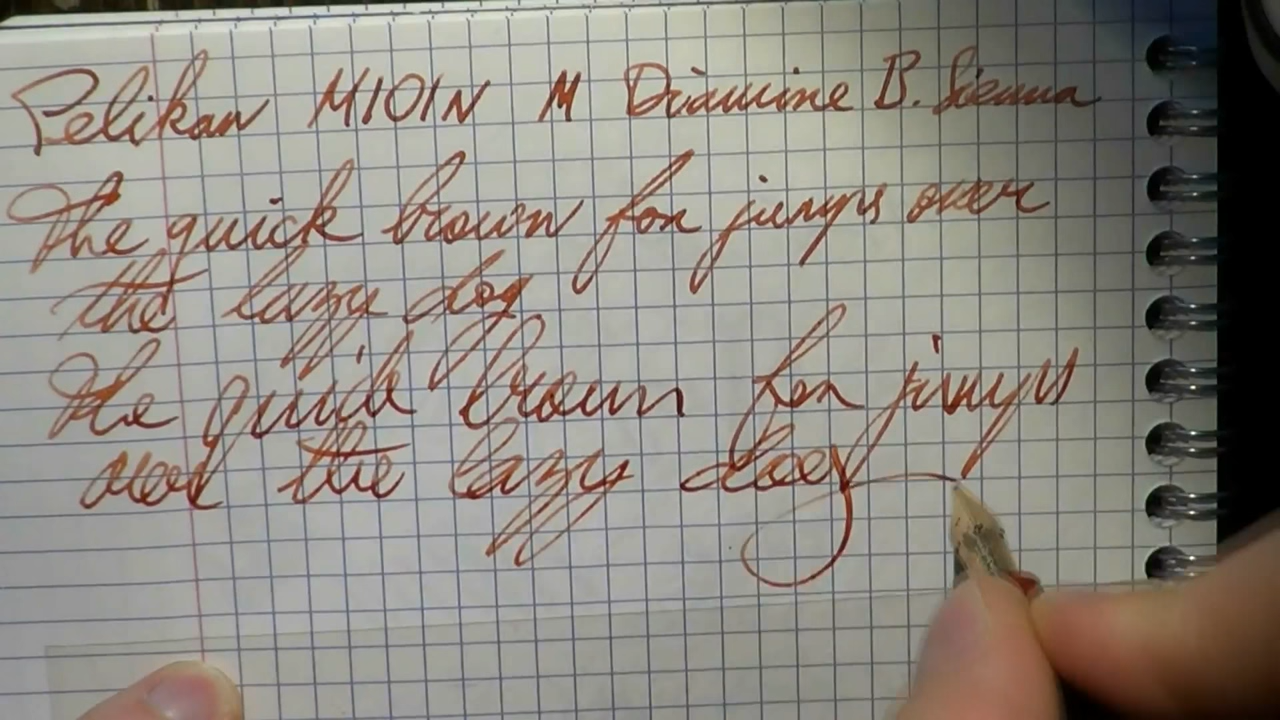 Pelikan M101N M Diamine B. Sienna
The quick brown fox jumps over
the lazy dog
The quick brown fox jumps
over the lazy dog